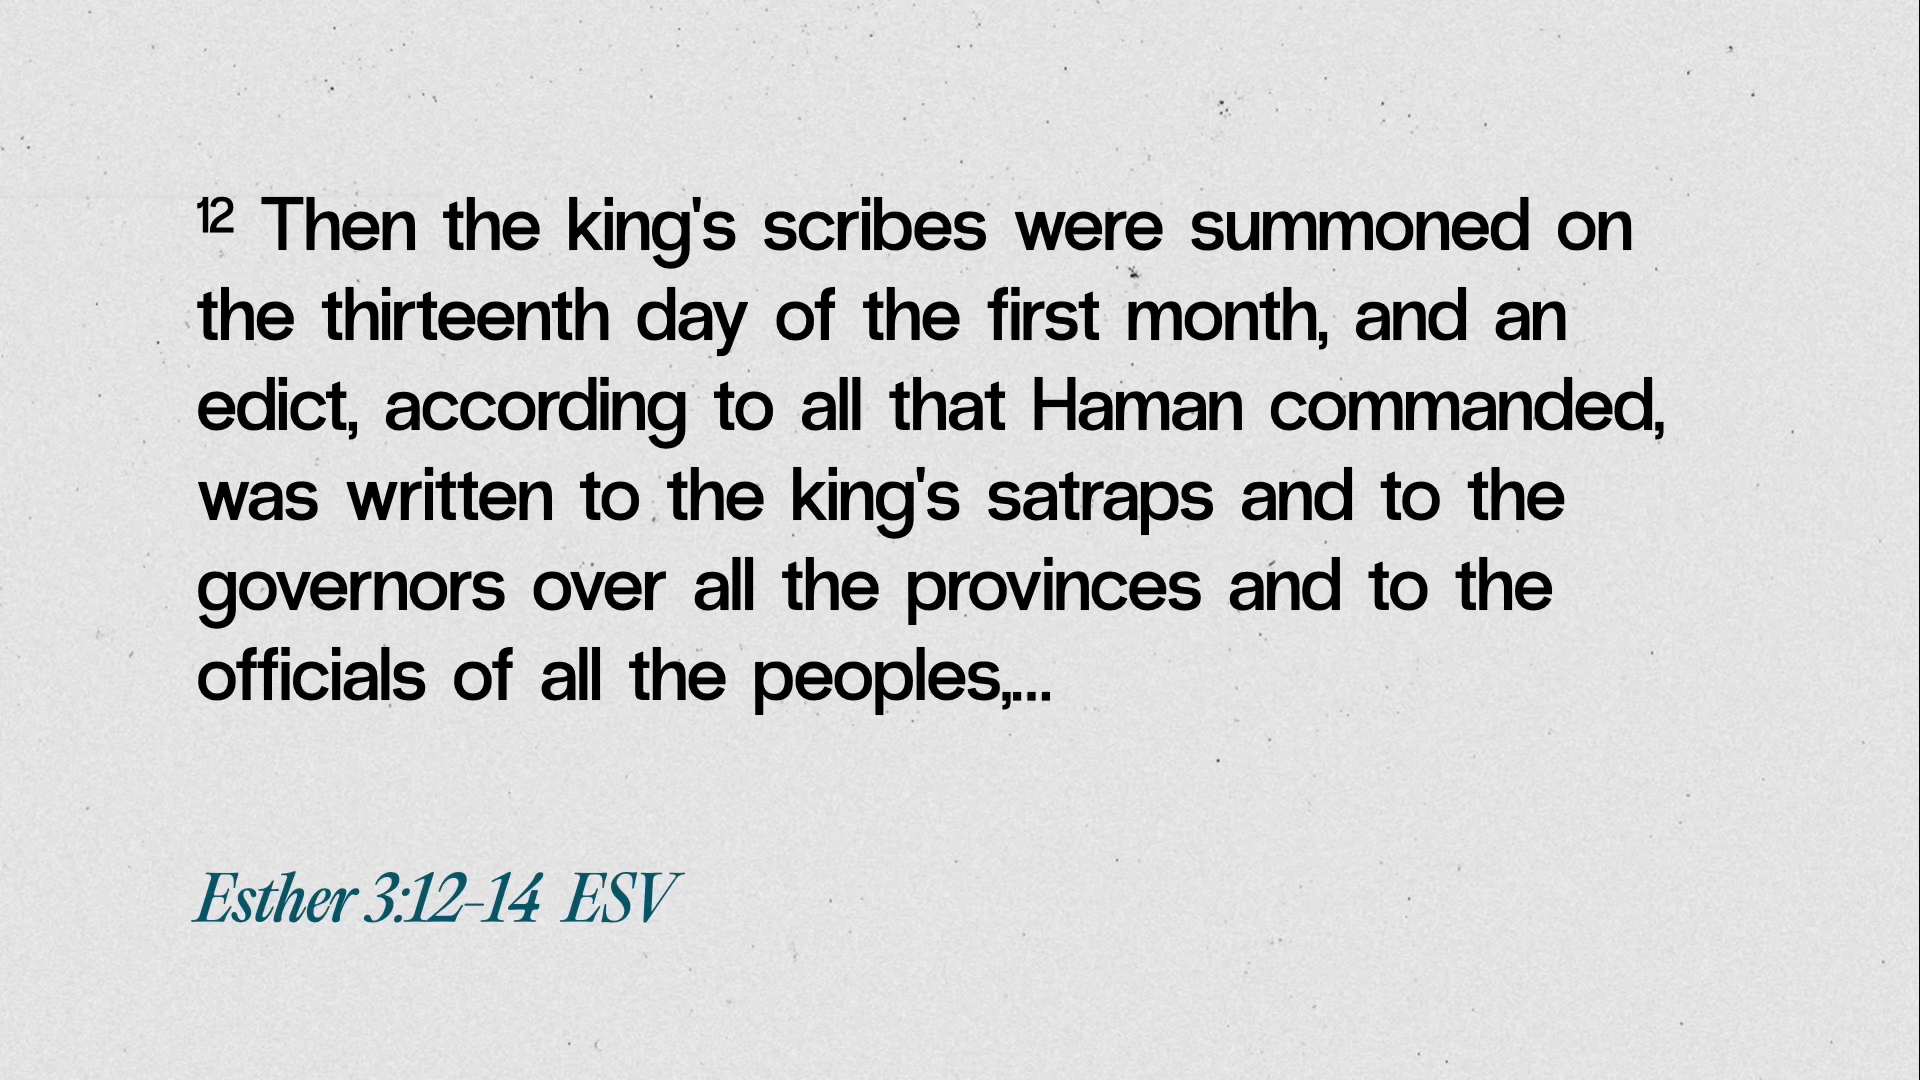 12 Then the king's scribes were summoned on
the thirteenth day of the first month, and an
edict, according to all that Haman commanded,
was written to the king's satraps and to the
governors over all the provinces and to the
officials of all the peoples,...
Esther 3:12-14 ESV